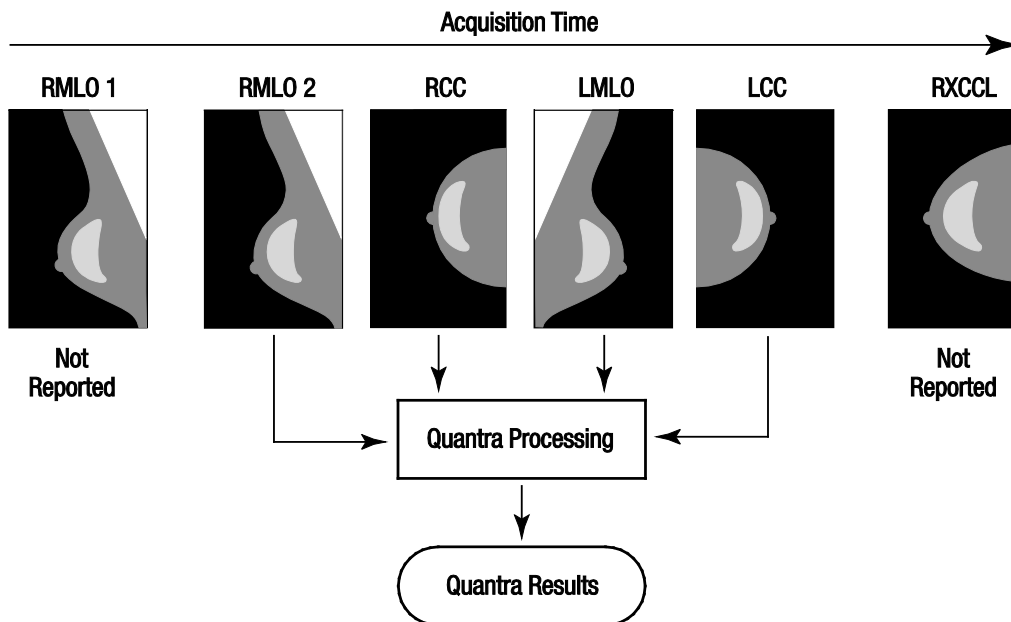 Acquisition Time
RMLO 1
RMLO 2
RCC
LMLO
LCC
RXCCL
Not
Reported
Not
Reported
Quantra Processing
Quantra Results